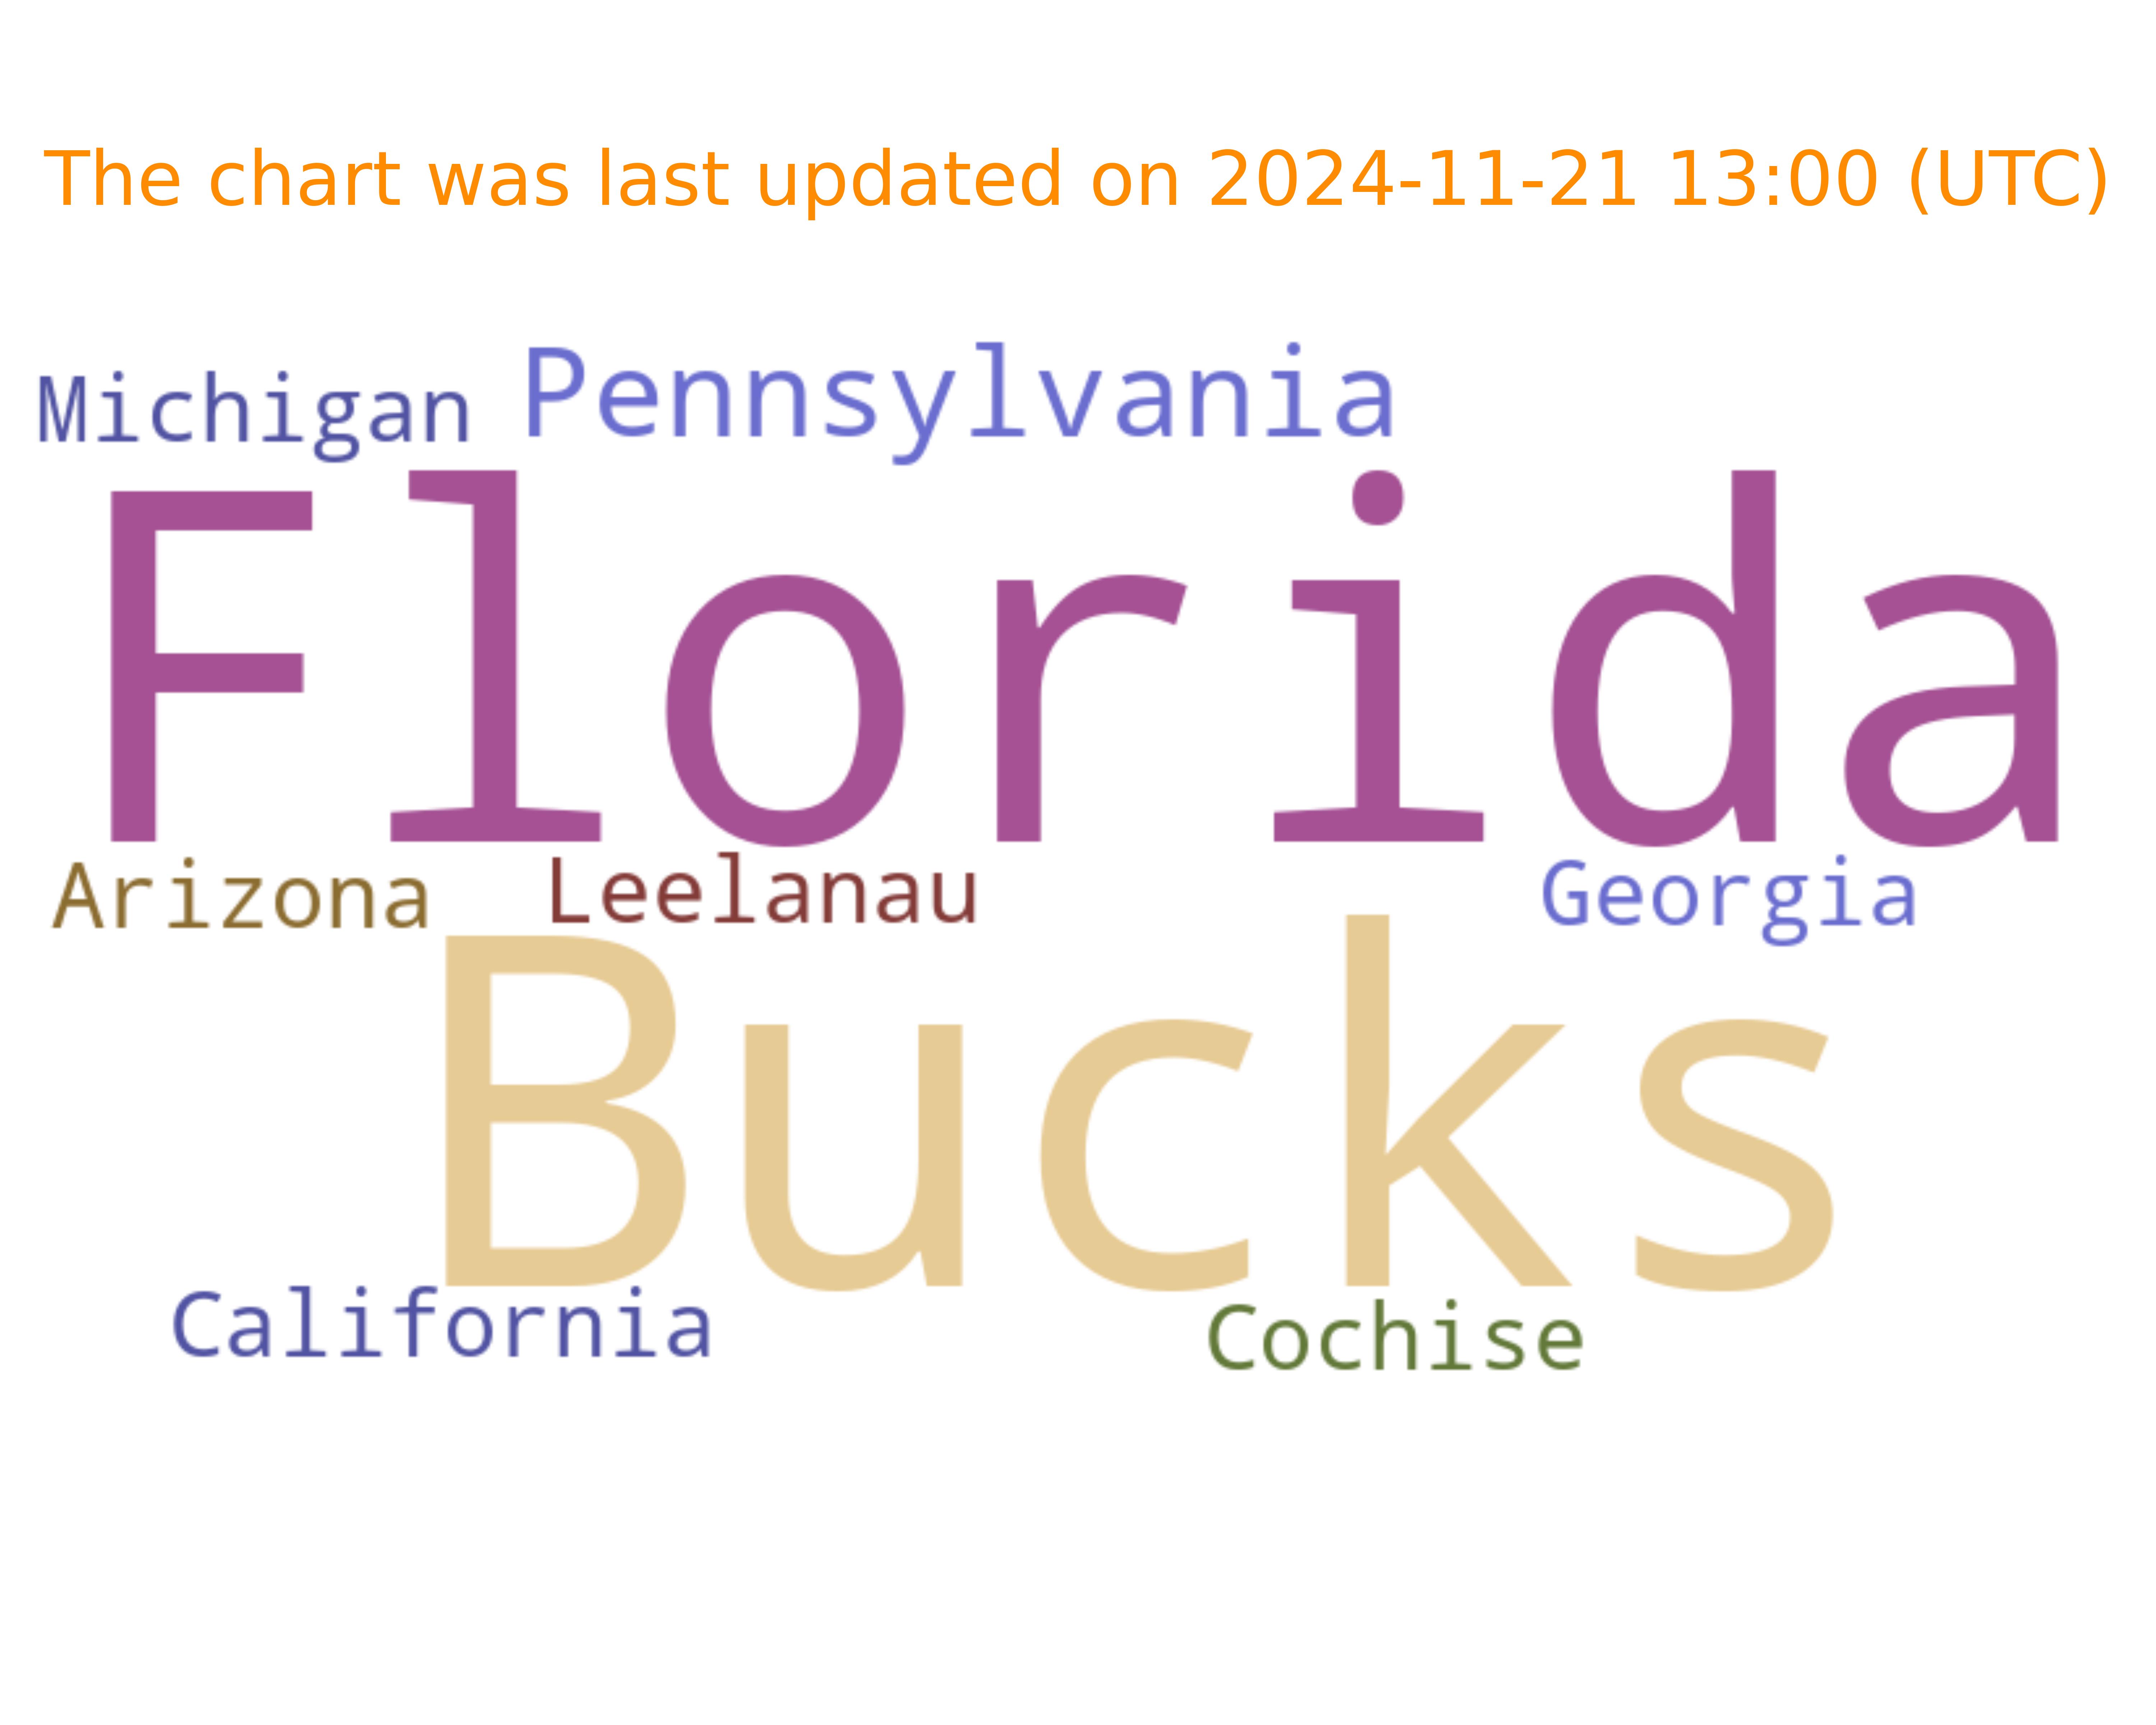 The chart was last updated on 2024-11-21 13:00 (UTC)
Michigan Pennsylvania
Florida
Arizona Leelanau Georgia
Bucks
California Cochise